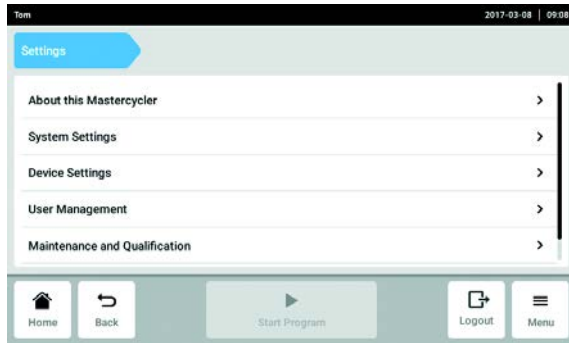 Tom 2017-03-08 | 09:08
Settings
About this Mastercycler
System Settings
Device Settings
User Management
Maintenance and Qualification
Home Back Start Program Logout Menu